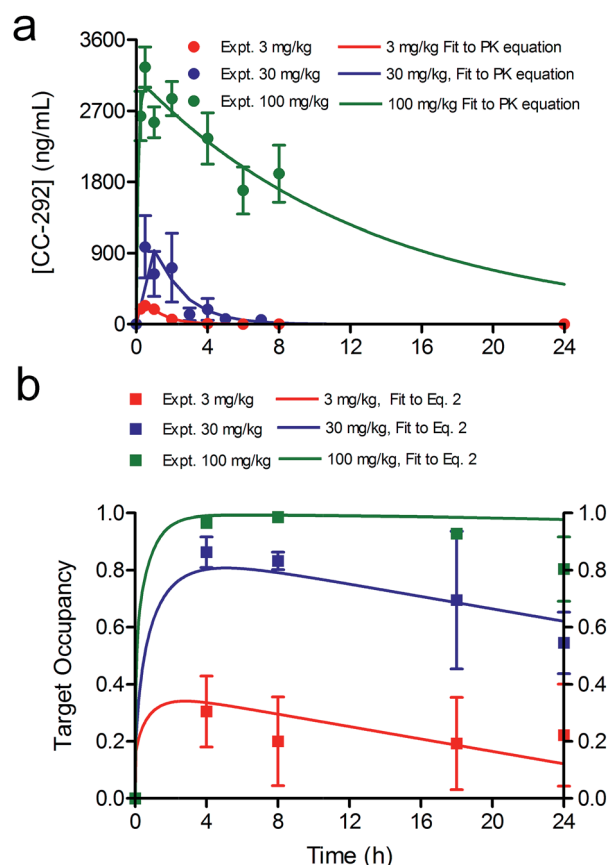 a
3600
2700
1800
900
0
[CC-292] (ng/mL)
Expt. 3 mg/kg 3 mg/kg Fit to PK equation
Expt. 30 mg/kg 30 mg/kg, Fit to PK equation
Expt. 100 mg/kg 100 mg/kg Fit to PK equation
0 4 8 12 16 20 24
b
Expt. 3 mg/kg 3 mg/kg, Fit to Eq. 2
Expt. 30 mg/kg 30 mg/kg, Fit to Eq. 2
Expt. 100 mg/kg 100 mg/kg, Fit to Eq. 2
Target Occupancy
1.0 1.0
0.8 0.8
0.6 0.6
0.4 0.4
0.2 0.2
0.0 0.0
0 4 8 12 16 20 24
Time (h)